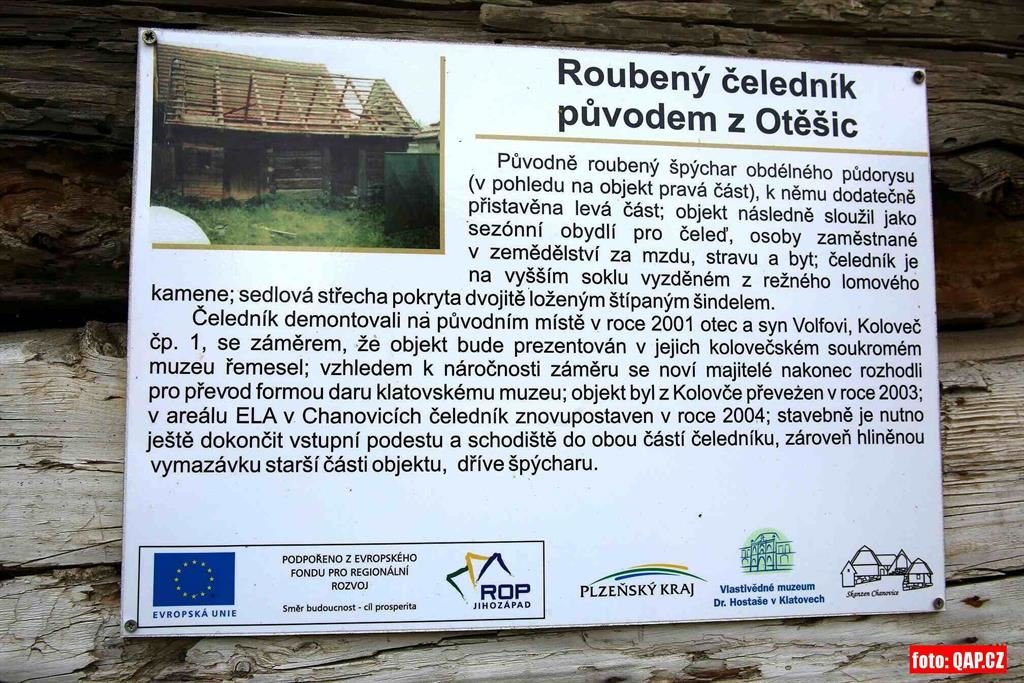 Roubený čeledník
původem z Otěšic
Původně roubený špýchar obdélného půdorysu
(v pohledu na objekt pravá část), k němu dodatečně
přistavěna levá část; objekt následně sloužil jako
sezónní obydlí pro čeleď, osoby zaměstnané
v zemědělství za mzdu, stravu a byt; čeledník je
na vyšším soklu vyzděném z režného lomového
kamene; sedlová střecha pokryta dvojitě loženým štípaným šindelem.
Čeledník demontovali na původním místě v roce 2001 otec a syn Volfovi, Koloveč
čp. 1, se záměrem, že objekt bude prezentován v jejich kolovečském soukromém
muzeu řemesel; vzhledem k náročnosti záměru se noví majitelé nakonec rozhodli
pro převod formou daru klatovskému muzeu; objekt byl z Kolovče převezen v roce 2003;
v areálu ELA v Chanovicích čeledník znovupostaven v roce 2004; stavebně je nutno
ještě dokončit vstupní podestu a schodiště do obou částí čeledníku, zároveň hliněnou
vymazávku starší části objektu, dříve špýcharu.
EVROPSKÁ UNIE
PODPOŘENO Z EVROPSKÉHO
FONDU PRO REGIONÁLNÍ
ROZVOJ
Směr budoucnost - cíl prosperita
ROP
JIHOZÁPAD
PLZEŇSKÝ KRAJ
Vlastivědné muzeum
Dr. Hostaše v Klatovech
Skanzen Chanovice
foto: QAP.CZ